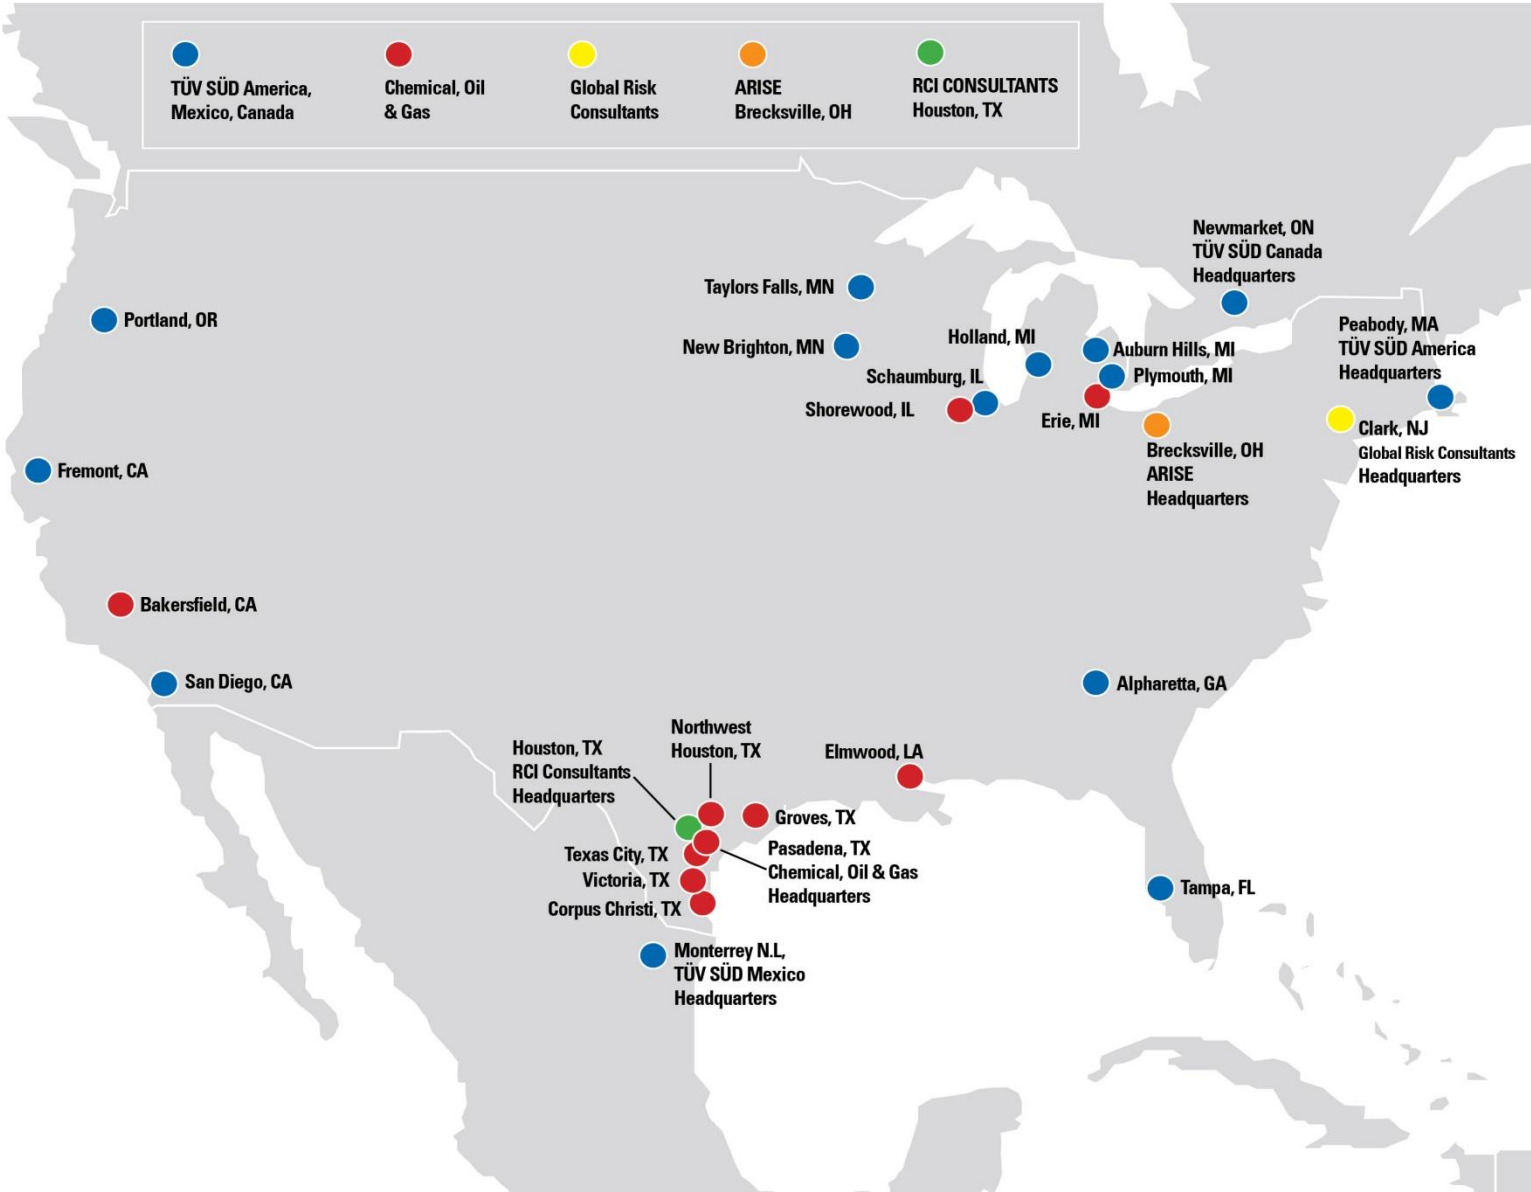 TÜV SÜD America,
Mexico, Canada
Chemical, Oil
& Gas
Global Risk
Consultants
ARISE
Brecksville, OH
RCI CONSULTANTS
Houston, TX
Newmarket, ON
TÜV SÜD Canada
Headquarters
Taylors Falls, MN
Portland, OR
Peabody, MA
TÜV SÜD America
Headquarters
New Brighton, MN
Holland, MI
Auburn Hills, MI
Schaumburg, IL
Plymouth, MI
Shorewood, IL
Erie, MI
Clark, NJ
Global Risk Consultants
Headquarters
Brecksville, OH
ARISE
Headquarters
Fremont, CA
Bakersfield, CA
San Diego, CA
Alpharetta, GA
Northwest
Houston, TX
Houston, TX
RCI Consultants
Headquarters
Elmwood, LA
Groves, TX
Pasadena, TX
Chemical, Oil & Gas
Headquarters
Texas City, TX
Victoria, TX
Corpus Christi, TX
Tampa, FL
Monterrey N.L,
TÜV SÜD Mexico
Headquarters